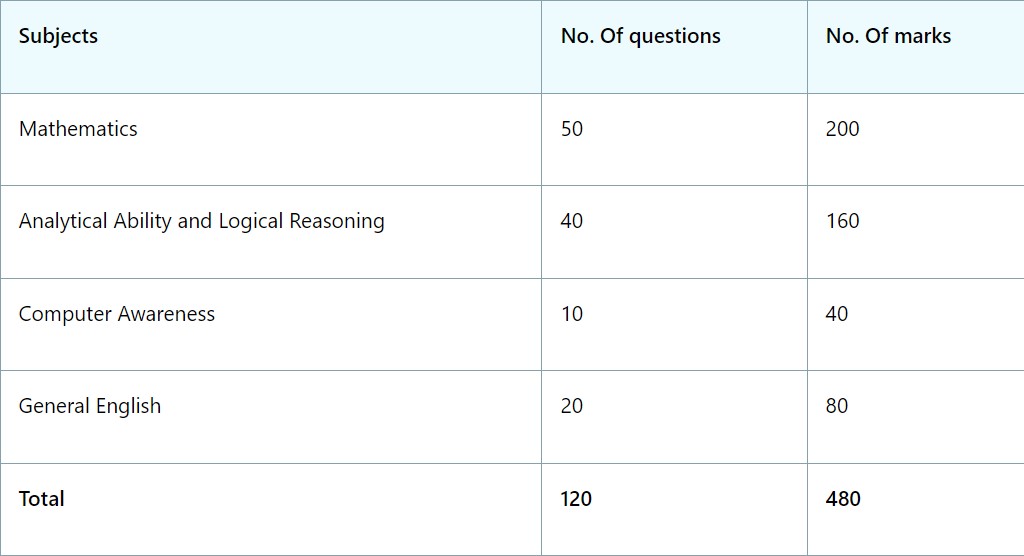 Subjects No. Of questions No. Of marks
Mathematics 50 200
Analytical Ability and Logical Reasoning 40 160
Computer Awareness 10 40
General English 20 80
Total 120 480